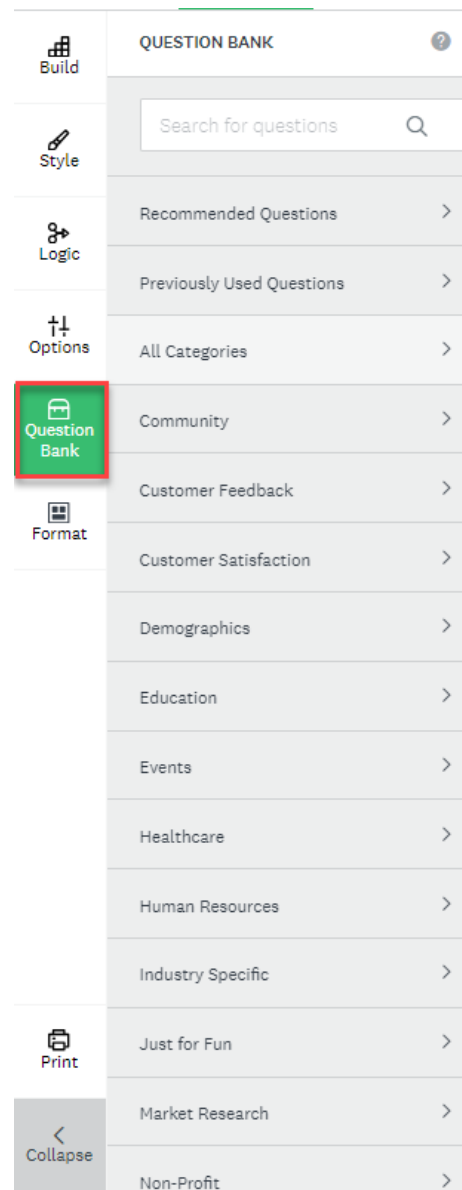 Build
Style
Logic
Options
Question
Bank
Format
Print
Collapse
QUESTION BANK
?
Search for questions
Recommended Questions
Previously Used Questions
All Categories
Community
Customer Feedback
Customer Satisfaction
Demographics
Education
Events
Healthcare
Human Resources
Industry Specific
Just for Fun
Market Research
Non-Profit